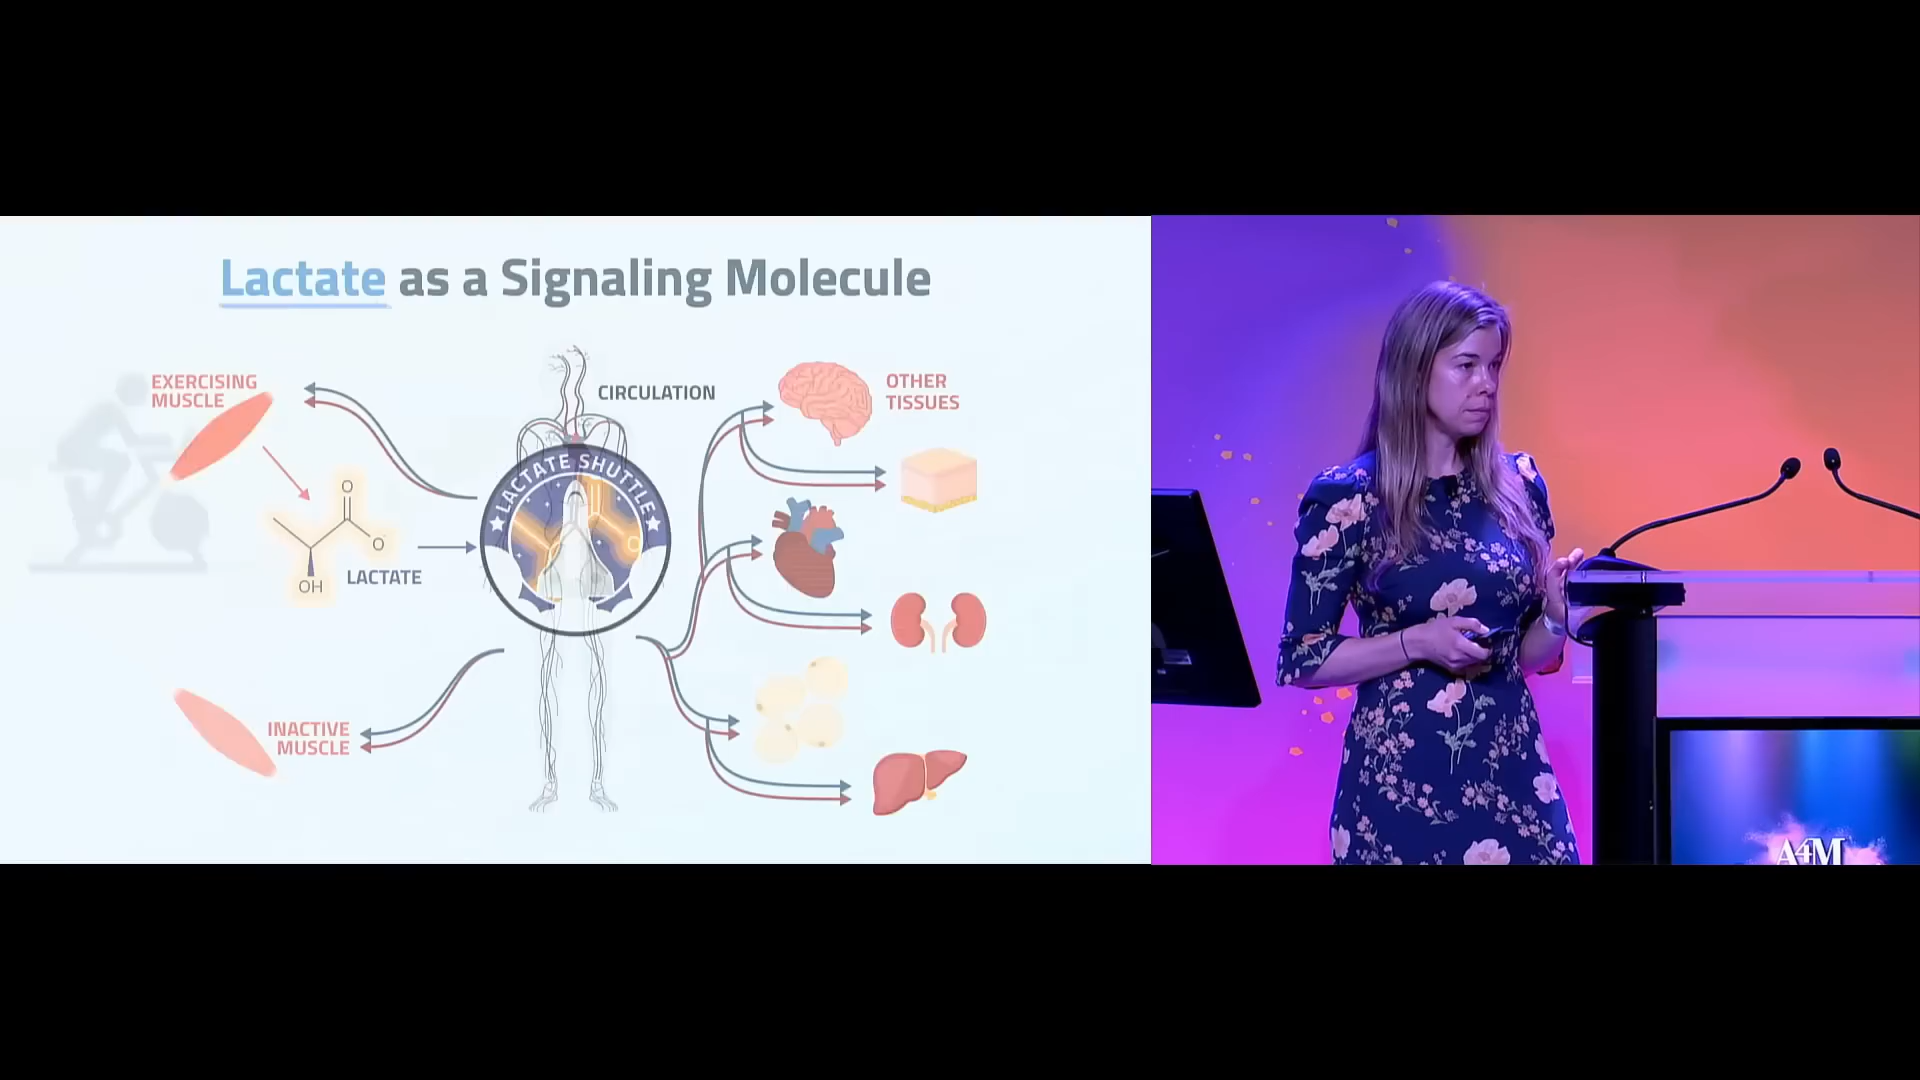 Lactate as a Signaling Molecule
EXERCISING
MUSCLE
O
O
OH
LACTATE
CIRCULATION
LACTATE SHUTTLE
OTHER
TISSUES
INACTIVE
MUSCLE
A4M